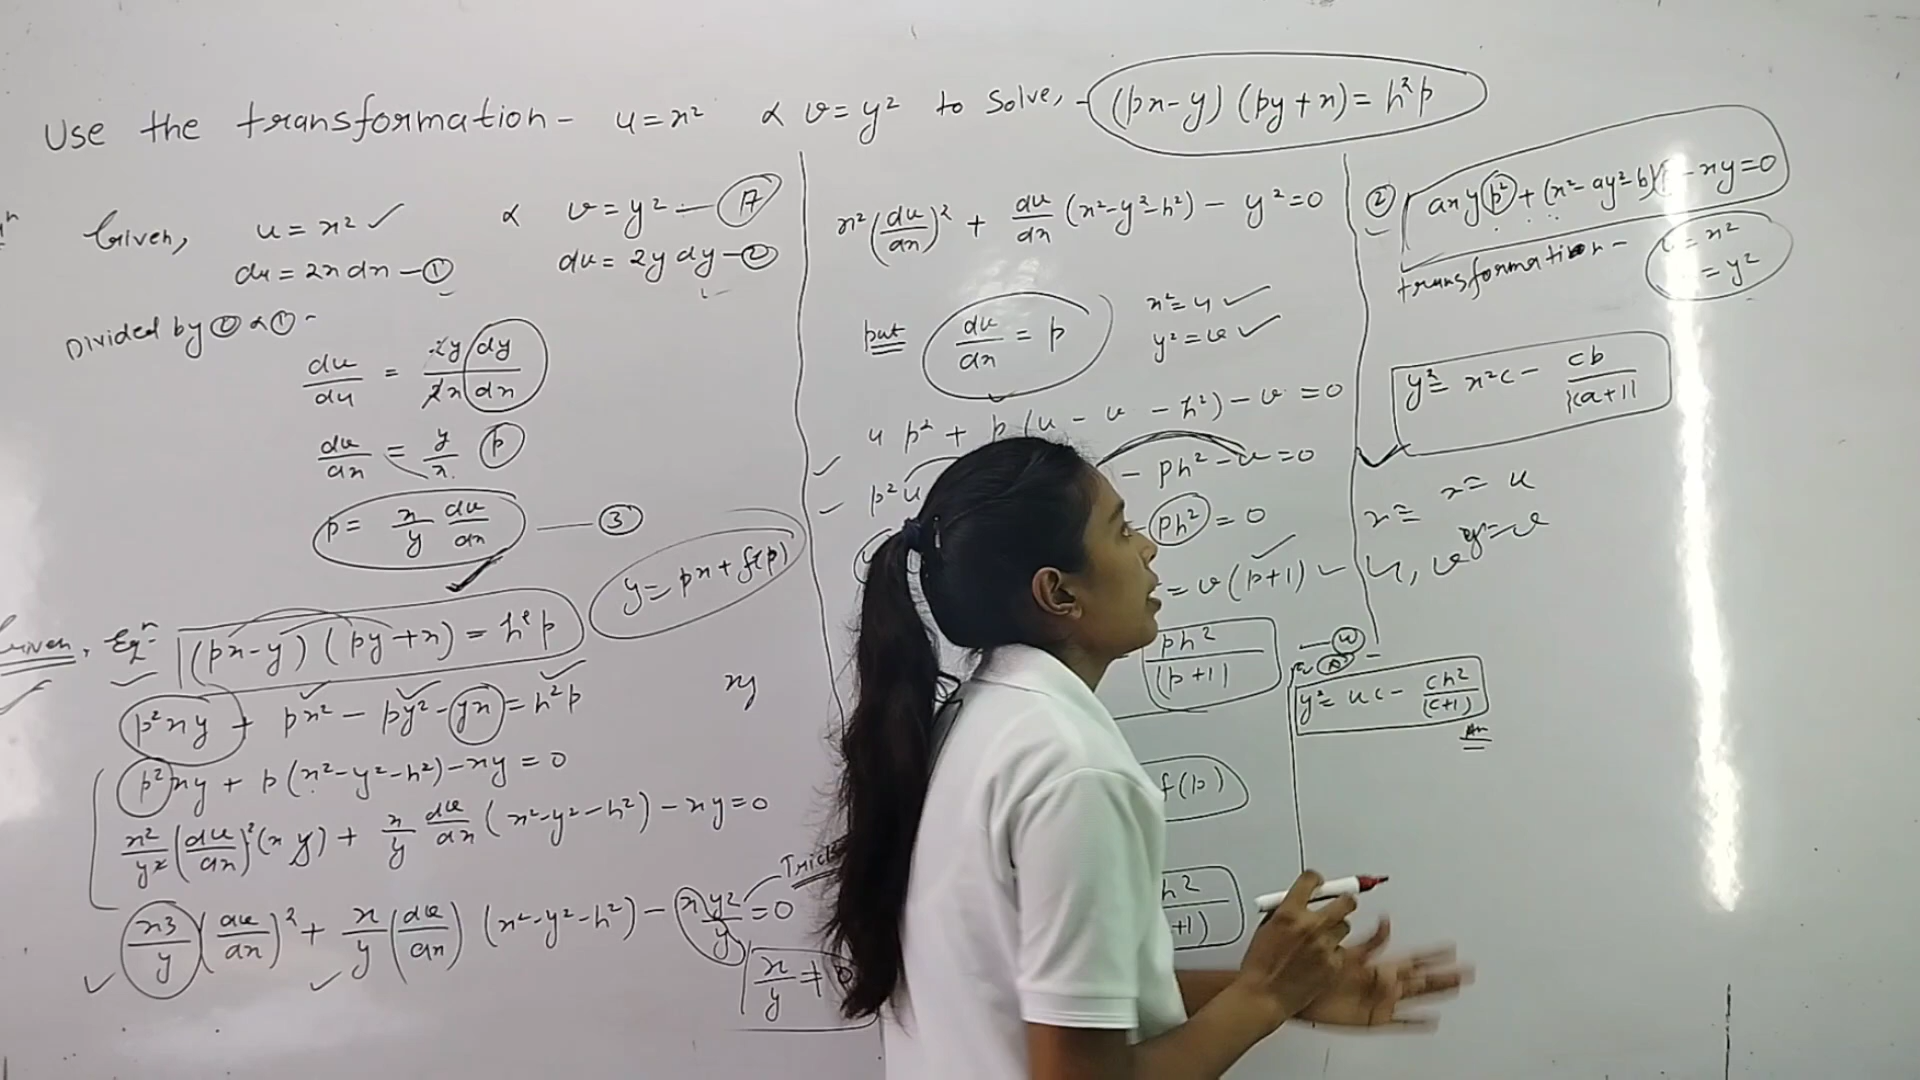 Use the transformation - u = x² & v = y² to solve, - (px-y) (py+x) = h²p
Given, u = x² ✓ & v = y² — (A)
du = 2x dx — ①
dv = 2y dy — ②
Divided by ② & ① -
dv/du = 2y dy / 2x dx
dv/dx = y/x p
p = x/y dv/dx — ③
y = px + f(p)
Given, Eqⁿ (px-y) (py+x) = h²p
p²xy + px² - py² - yx = h²p
xy
p²xy + p(x²-y²-h²) - xy = 0
x²/y² (dv/dx)² (xy) + x/y dv/dx (x²-y²-h²) - xy = 0
Trick
x³/y (dv/dx)² + x/y (dv/dx) (x²-y²-h²) - xy²/y = 0
x/y ≠ 0
x² (dv/dx)² + dv/dx (x²-y²-h²) - y² = 0
put dv/dx = p
x² = u ✓
y² = v ✓
u p² + p (u - v - h²) - v = 0
p²u - ph² - v = 0
ph² = 0
= v (p+1)
ph²/(p+1) — ④
f(p)
h²/+1)
y² = uc - ch²/(c+1)
An
② axy p² + (x² - ay² - b) - xy = 0
transformation - = x²
= y²
y² = x²c - cb/(ca+1)
x = u
x =
y = v
u, v